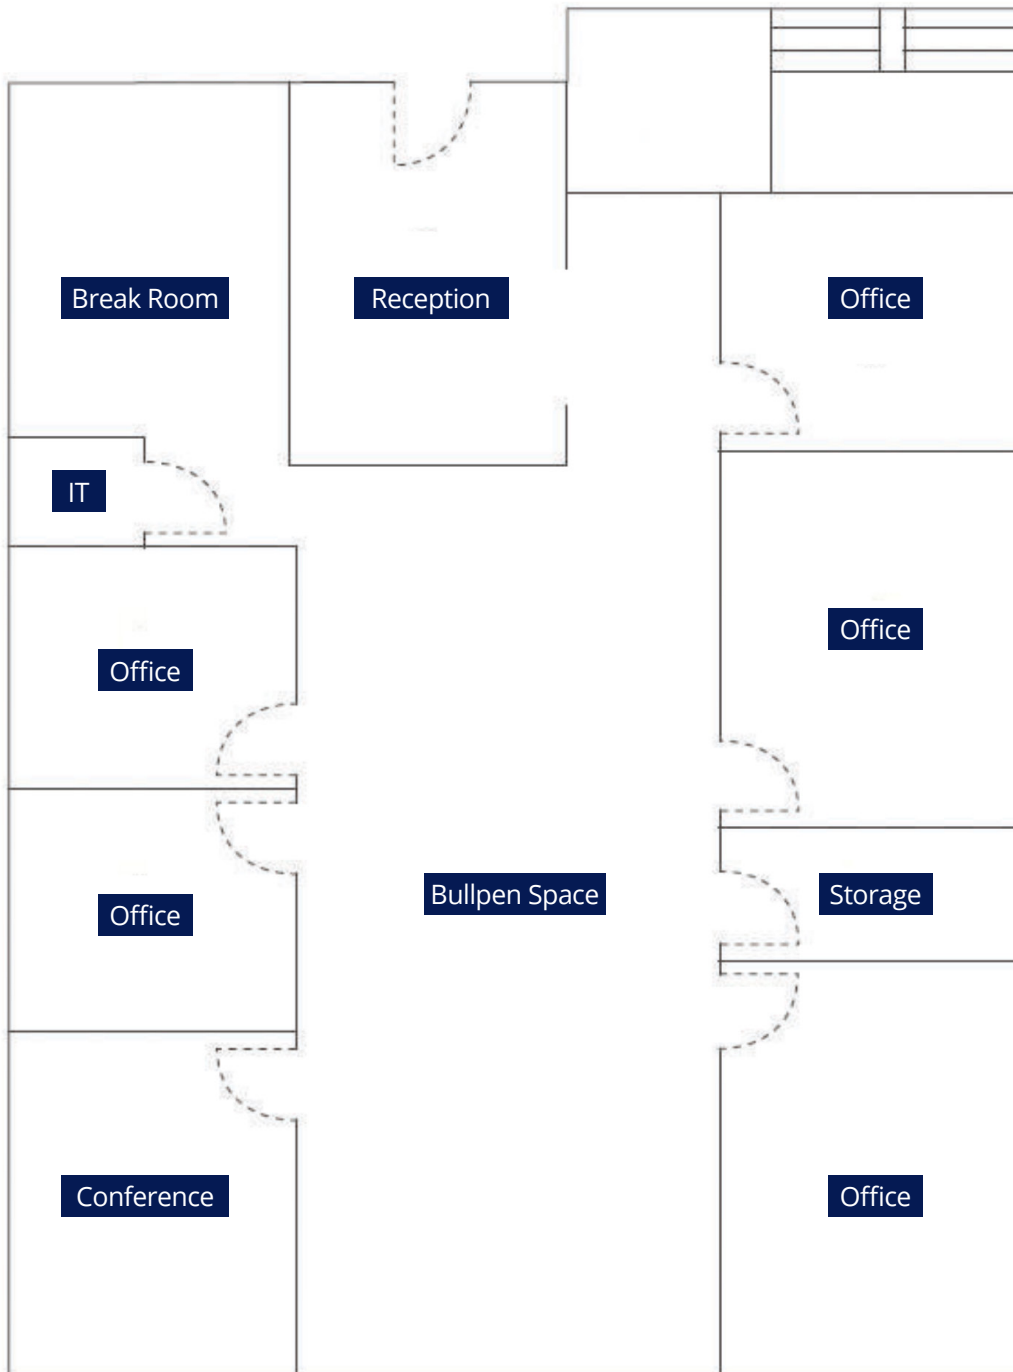 Break Room
Reception
Office
IT
Office
Office
Office
Bullpen Space
Storage
Conference
Office